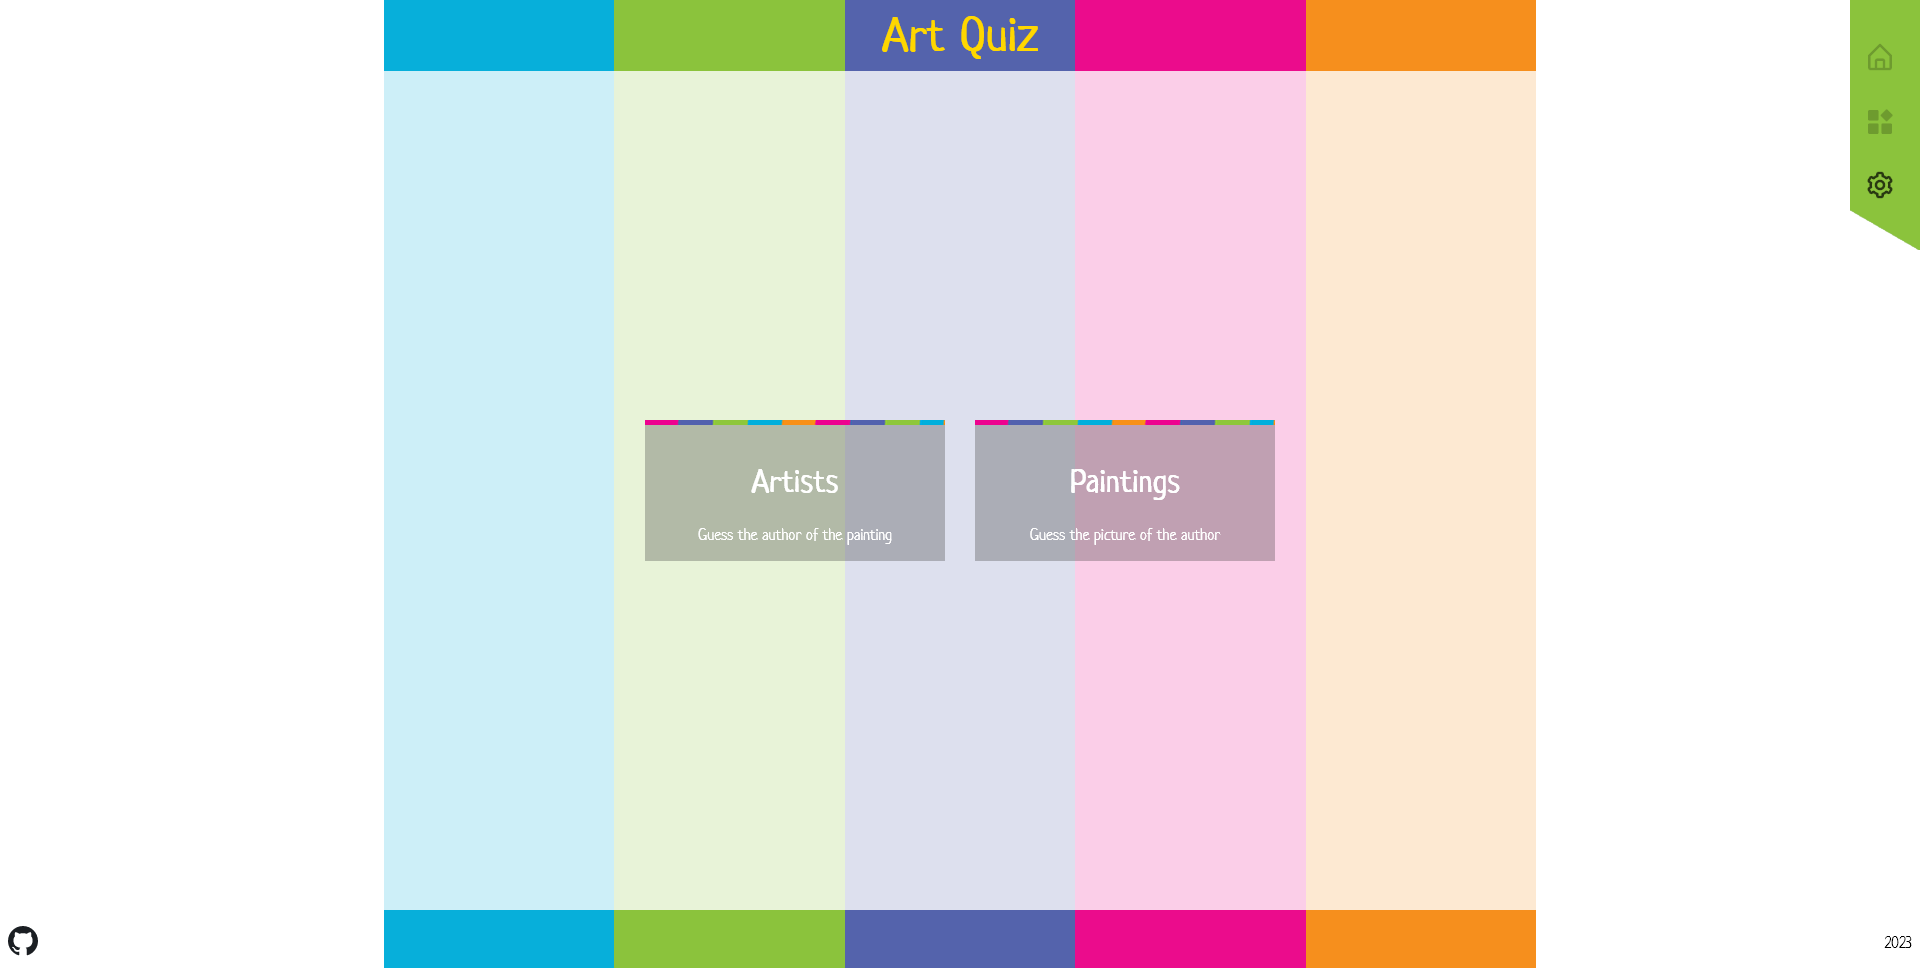 Art Quiz
Artists
Guess the author of the painting
Paintings
Guess the picture of the author
2023